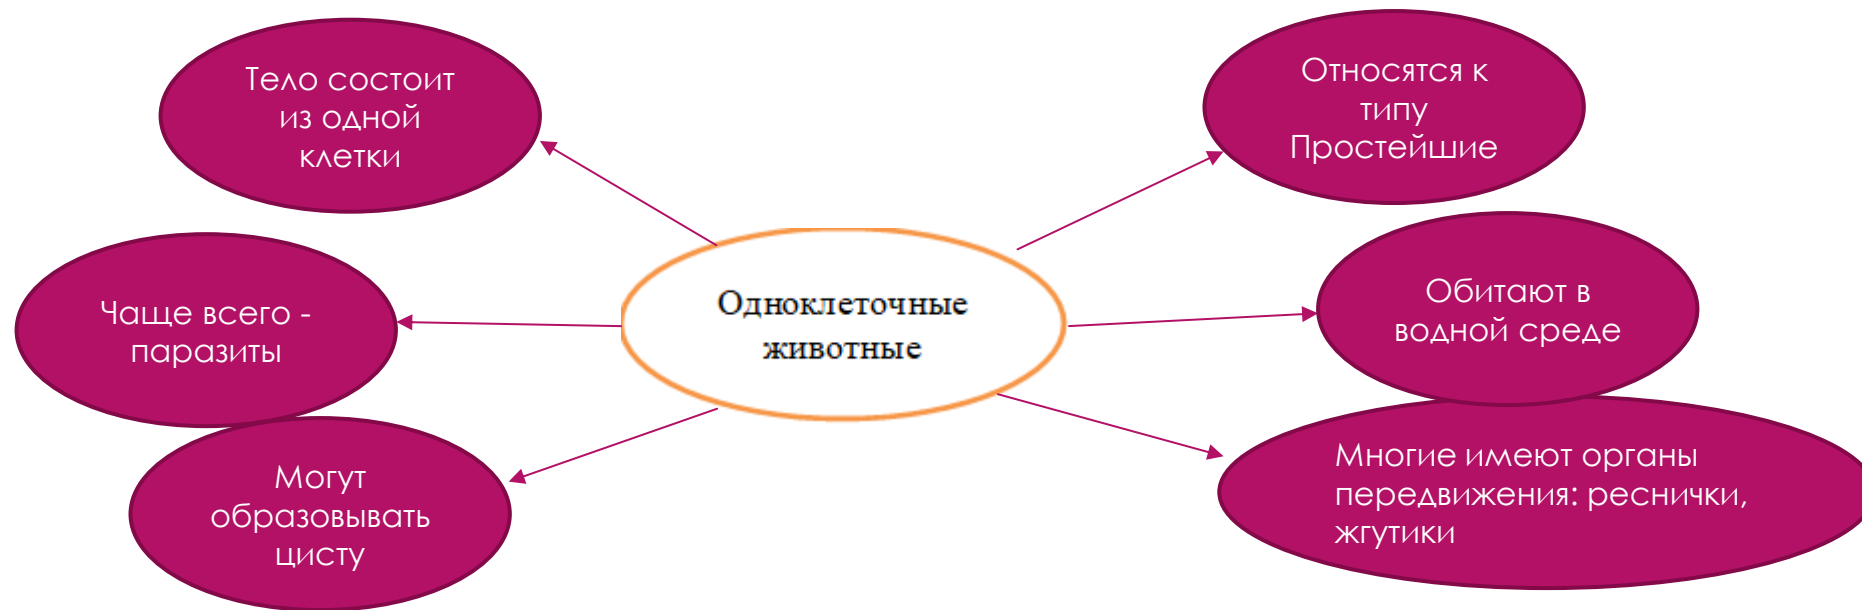 Тело состоит
из одной
клетки
Относятся к
типу
Простейшие
Чаще всего -
паразиты
Одноклеточные
животные
Обитают в
водной среде
Могут
образовывать
цисту
Многие имеют органы
передвижения: реснички,
жгутики